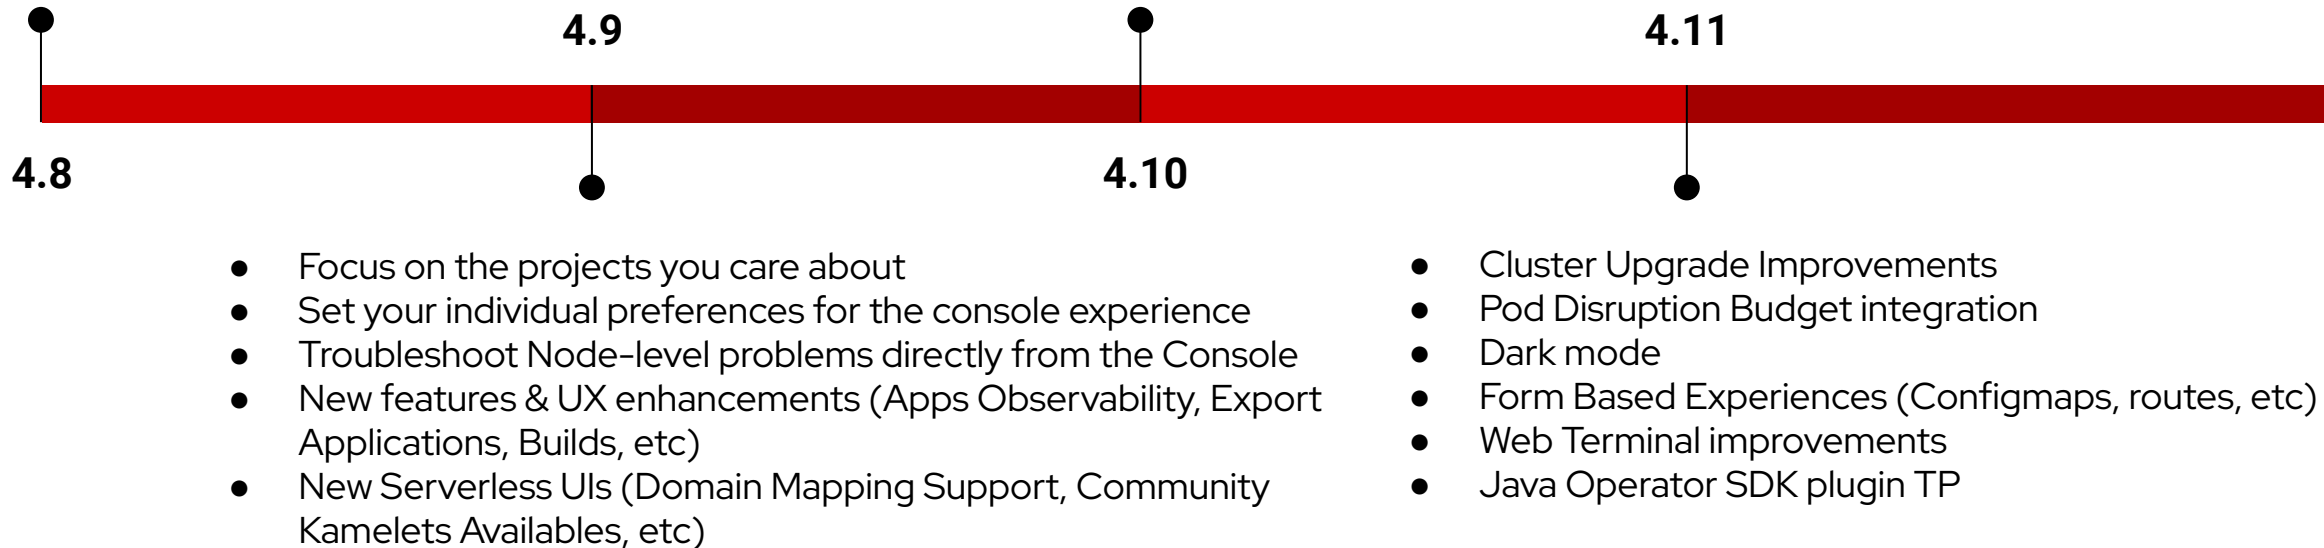 4.9
4.11
4.8
4.10
● Focus on the projects you care about
● Set your individual preferences for the console experience
● Troubleshoot Node-level problems directly from the Console
● New features & UX enhancements (Apps Observability, Export
Applications, Builds, etc)
● New Serverless UIs (Domain Mapping Support, Community
Kamelets Availables, etc)
● Cluster Upgrade Improvements
● Pod Disruption Budget integration
● Dark mode
● Form Based Experiences (Configmaps, routes, etc)
● Web Terminal improvements
● Java Operator SDK plugin TP